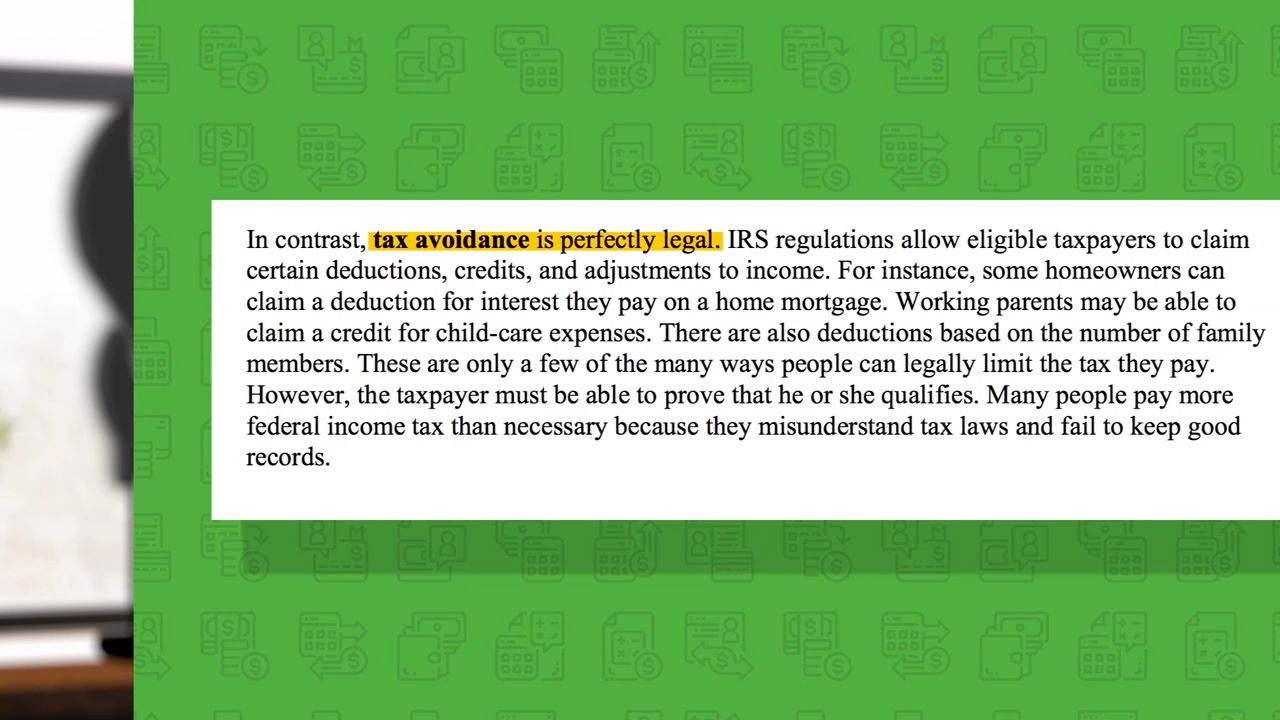 In contrast, tax avoidance is perfectly legal. IRS regulations allow eligible taxpayers to claim
certain deductions, credits, and adjustments to income. For instance, some homeowners can
claim a deduction for interest they pay on a home mortgage. Working parents may be able to
claim a credit for child-care expenses. There are also deductions based on the number of family
members. These are only a few of the many ways people can legally limit the tax they pay.
However, the taxpayer must be able to prove that he or she qualifies. Many people pay more
federal income tax than necessary because they misunderstand tax laws and fail to keep good
records.